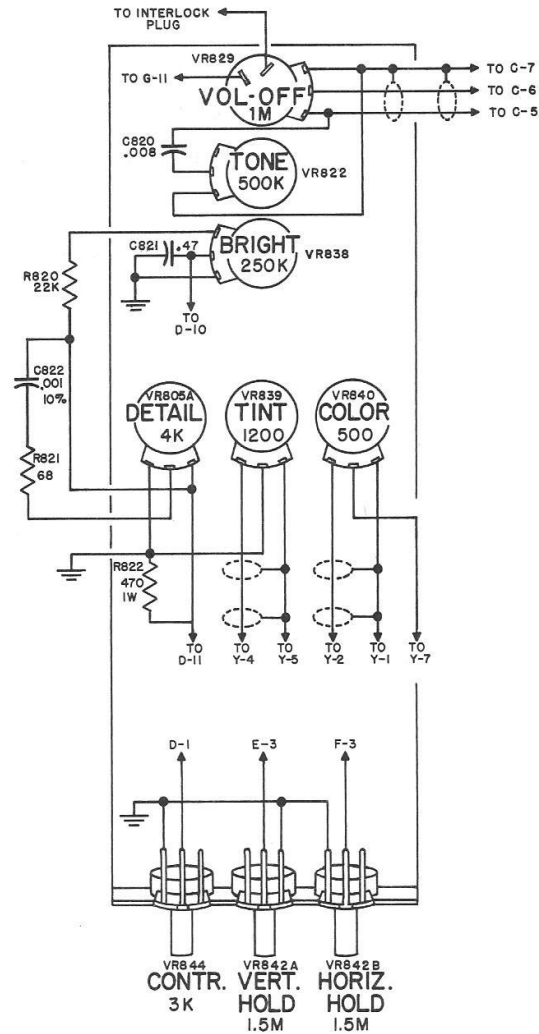 TO INTERLOCK
PLUG
VR829
TO G-11
VOL-OFF
1M
TO C-7
TO C-6
TO C-5
C820
.008
TONE
500K
VR822
C821
.47
BRIGHT
250K
VR838
TO
D-10
R820
22K
C822
.001
10%
R821
68
VR805A
DETAIL
4K
VR839
TINT
1200
VR840
COLOR
500
R822
470
1W
TO
D-11
TO
Y-4
TO
Y-5
TO
Y-2
TO
Y-1
TO
Y-7
D-1
E-3
F-3
VR844
CONTR.
3K
VR842A
VERT.
HOLD
1.5M
VR842B
HORIZ.
HOLD
1.5M